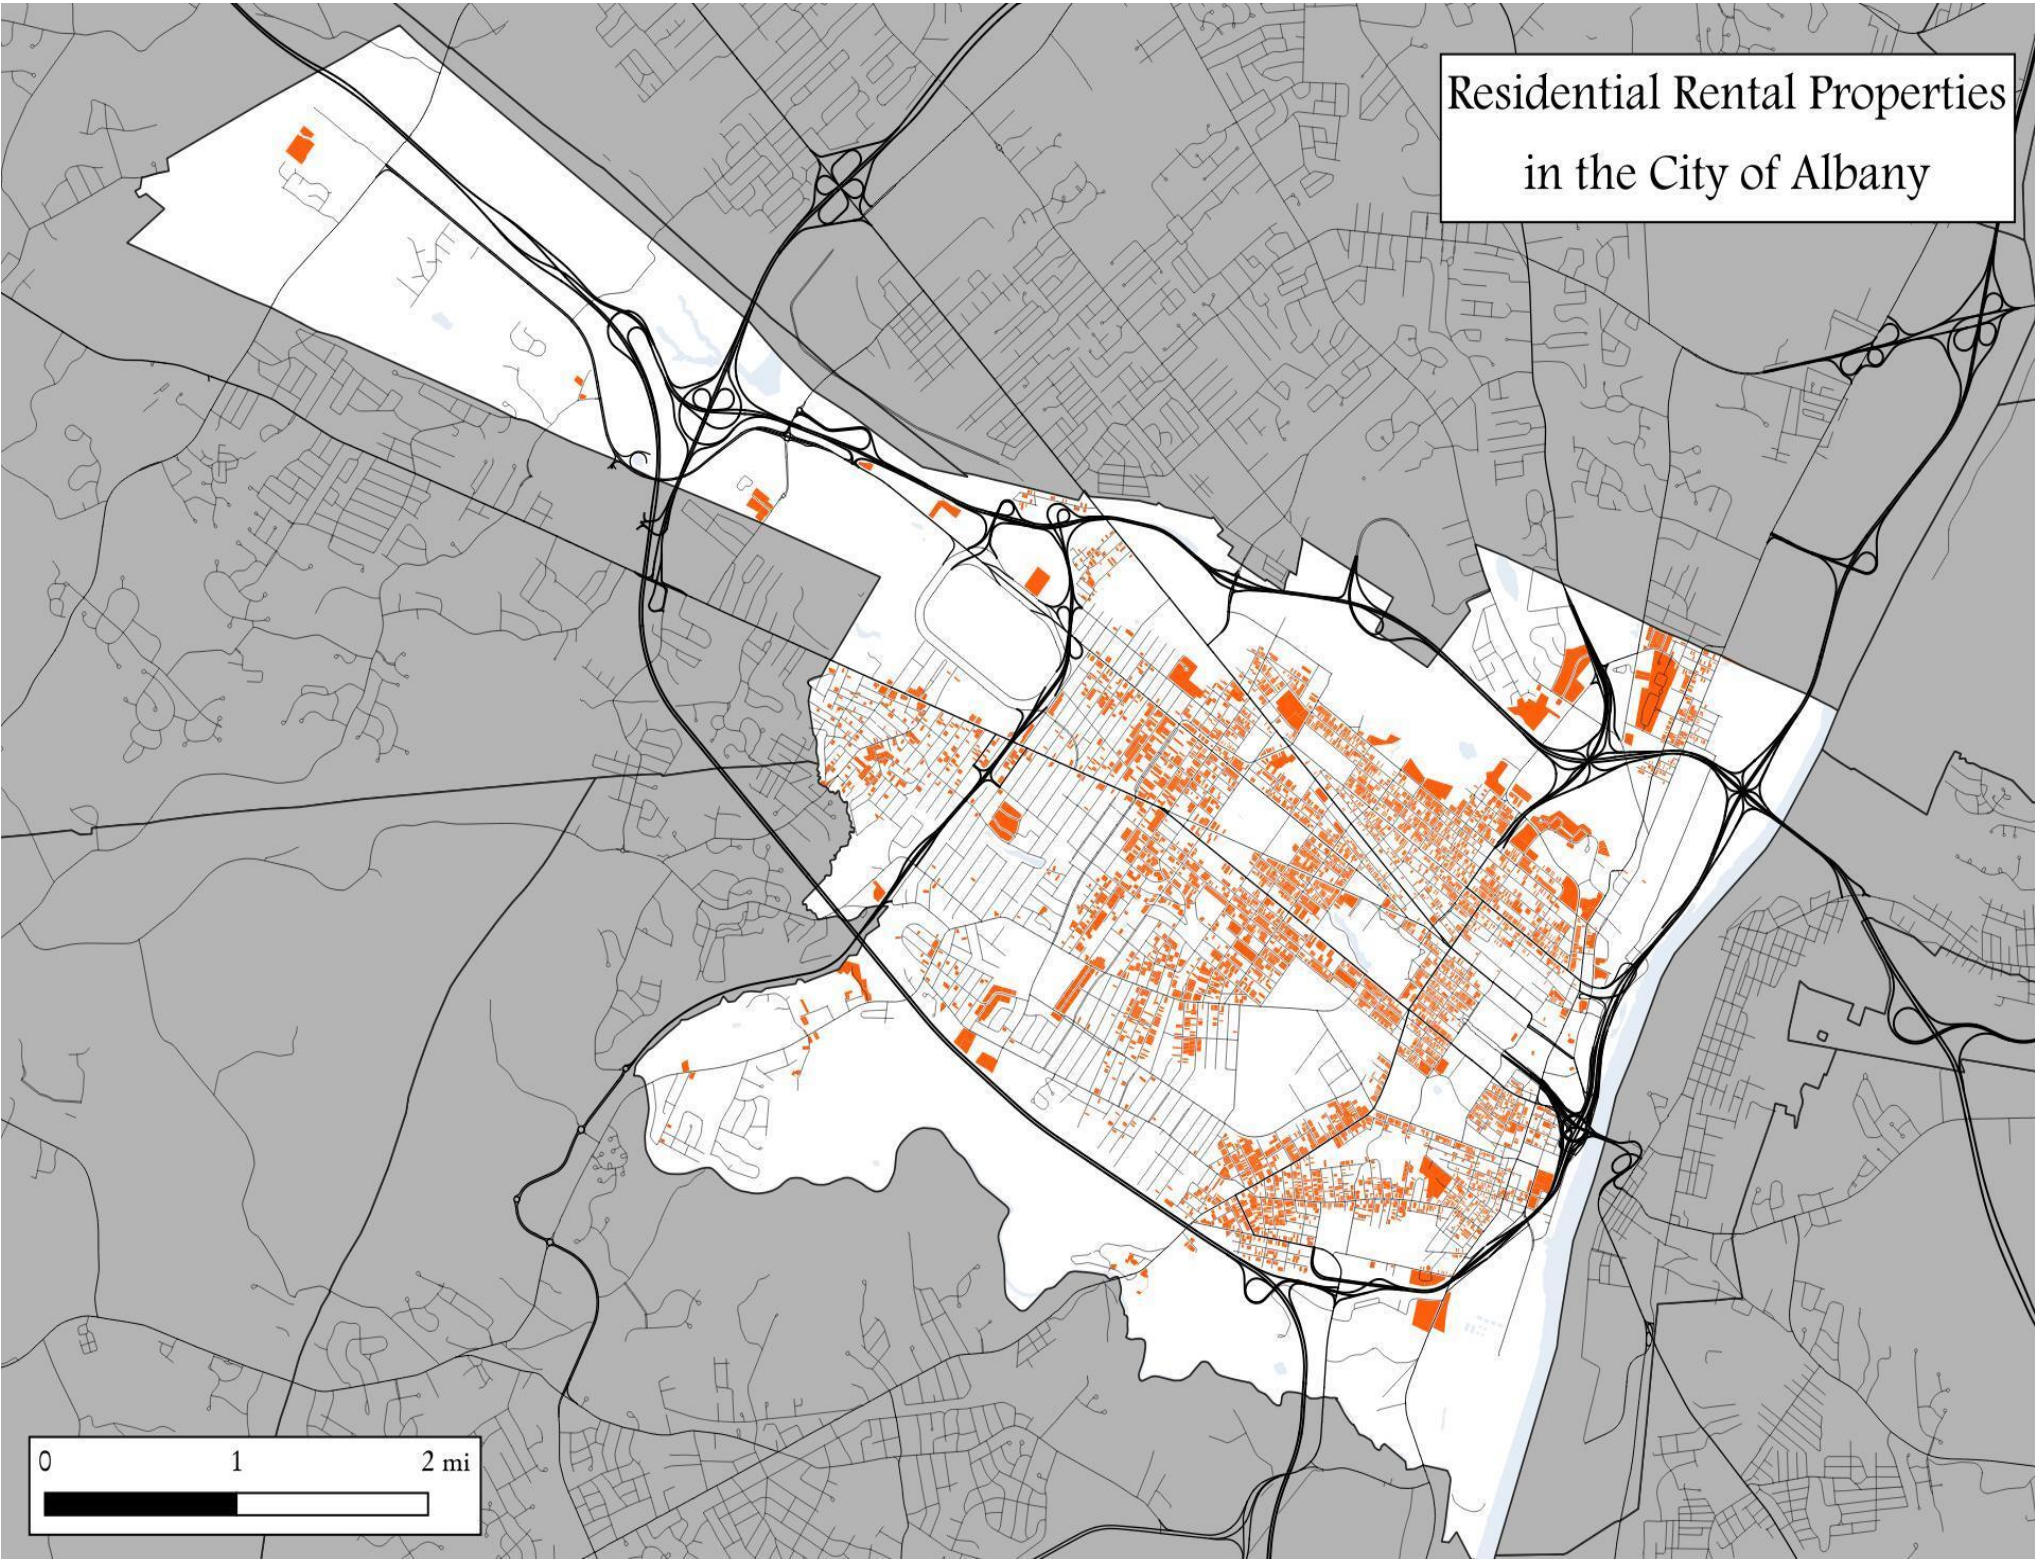 Residential Rental Properties
in the City of Albany
0 1 2 mi